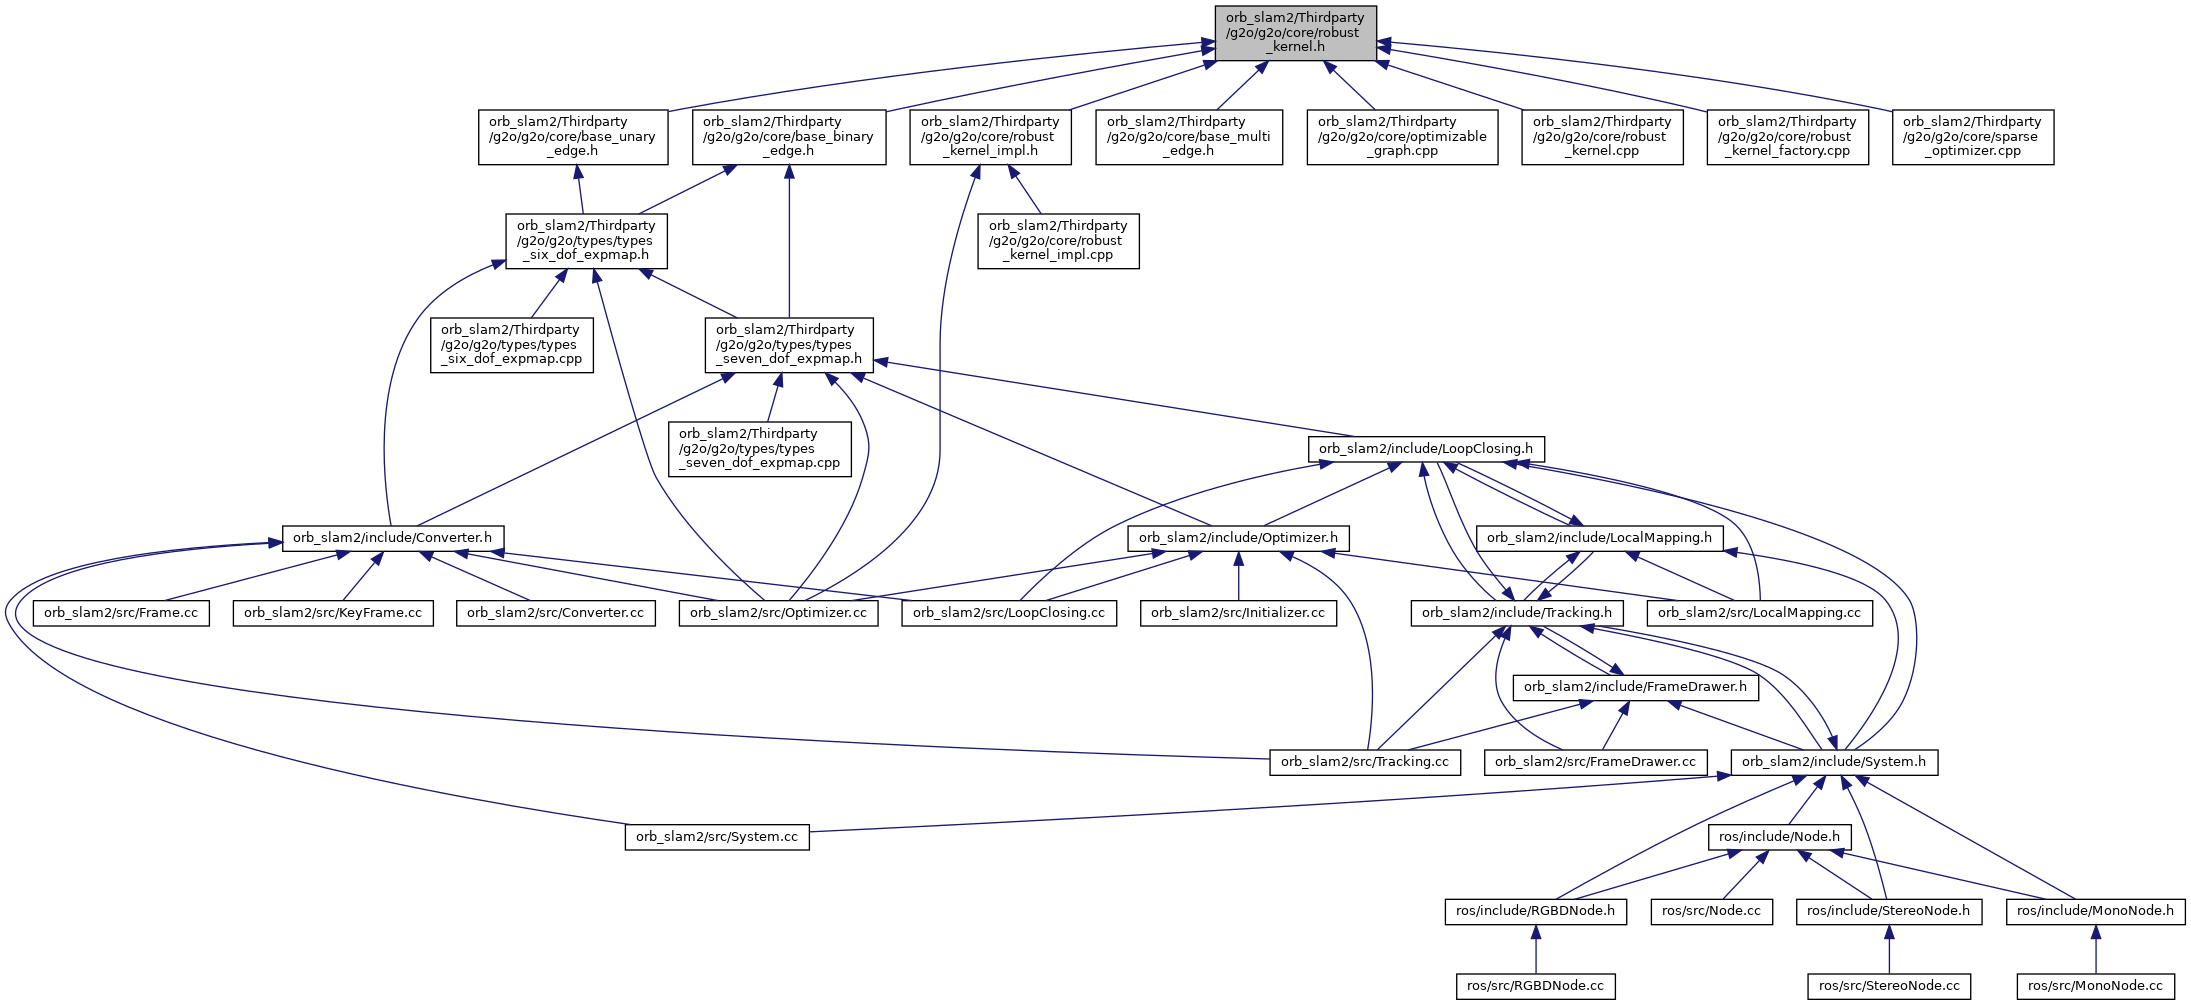 orb_slam2/Thirdparty
/g2o/g2o/core/robust
_kernel.h
orb_slam2/Thirdparty
/g2o/g2o/core/base_unary
_edge.h
orb_slam2/Thirdparty
/g2o/g2o/core/base_binary
_edge.h
orb_slam2/Thirdparty
/g2o/g2o/core/robust
_kernel_impl.h
orb_slam2/Thirdparty
/g2o/g2o/core/base_multi
_edge.h
orb_slam2/Thirdparty
/g2o/g2o/core/optimizable
_graph.cpp
orb_slam2/Thirdparty
/g2o/g2o/core/robust
_kernel.cpp
orb_slam2/Thirdparty
/g2o/g2o/core/robust
_kernel_factory.cpp
orb_slam2/Thirdparty
/g2o/g2o/core/sparse
_optimizer.cpp
orb_slam2/Thirdparty
/g2o/g2o/types/types
_six_dof_expmap.h
orb_slam2/Thirdparty
/g2o/g2o/core/robust
_kernel_impl.cpp
orb_slam2/Thirdparty
/g2o/g2o/types/types
_six_dof_expmap.cpp
orb_slam2/Thirdparty
/g2o/g2o/types/types
_seven_dof_expmap.h
orb_slam2/Thirdparty
/g2o/g2o/types/types
_seven_dof_expmap.cpp
orb_slam2/include/LoopClosing.h
orb_slam2/include/Converter.h
orb_slam2/include/Optimizer.h
orb_slam2/include/LocalMapping.h
orb_slam2/src/Frame.cc
orb_slam2/src/KeyFrame.cc
orb_slam2/src/Converter.cc
orb_slam2/src/Optimizer.cc
orb_slam2/src/LoopClosing.cc
orb_slam2/src/Initializer.cc
orb_slam2/include/Tracking.h
orb_slam2/src/LocalMapping.cc
orb_slam2/include/FrameDrawer.h
orb_slam2/src/Tracking.cc
orb_slam2/src/FrameDrawer.cc
orb_slam2/include/System.h
orb_slam2/src/System.cc
ros/include/Node.h
ros/include/RGBDNode.h
ros/src/Node.cc
ros/include/StereoNode.h
ros/include/MonoNode.h
ros/src/RGBDNode.cc
ros/src/StereoNode.cc
ros/src/MonoNode.cc